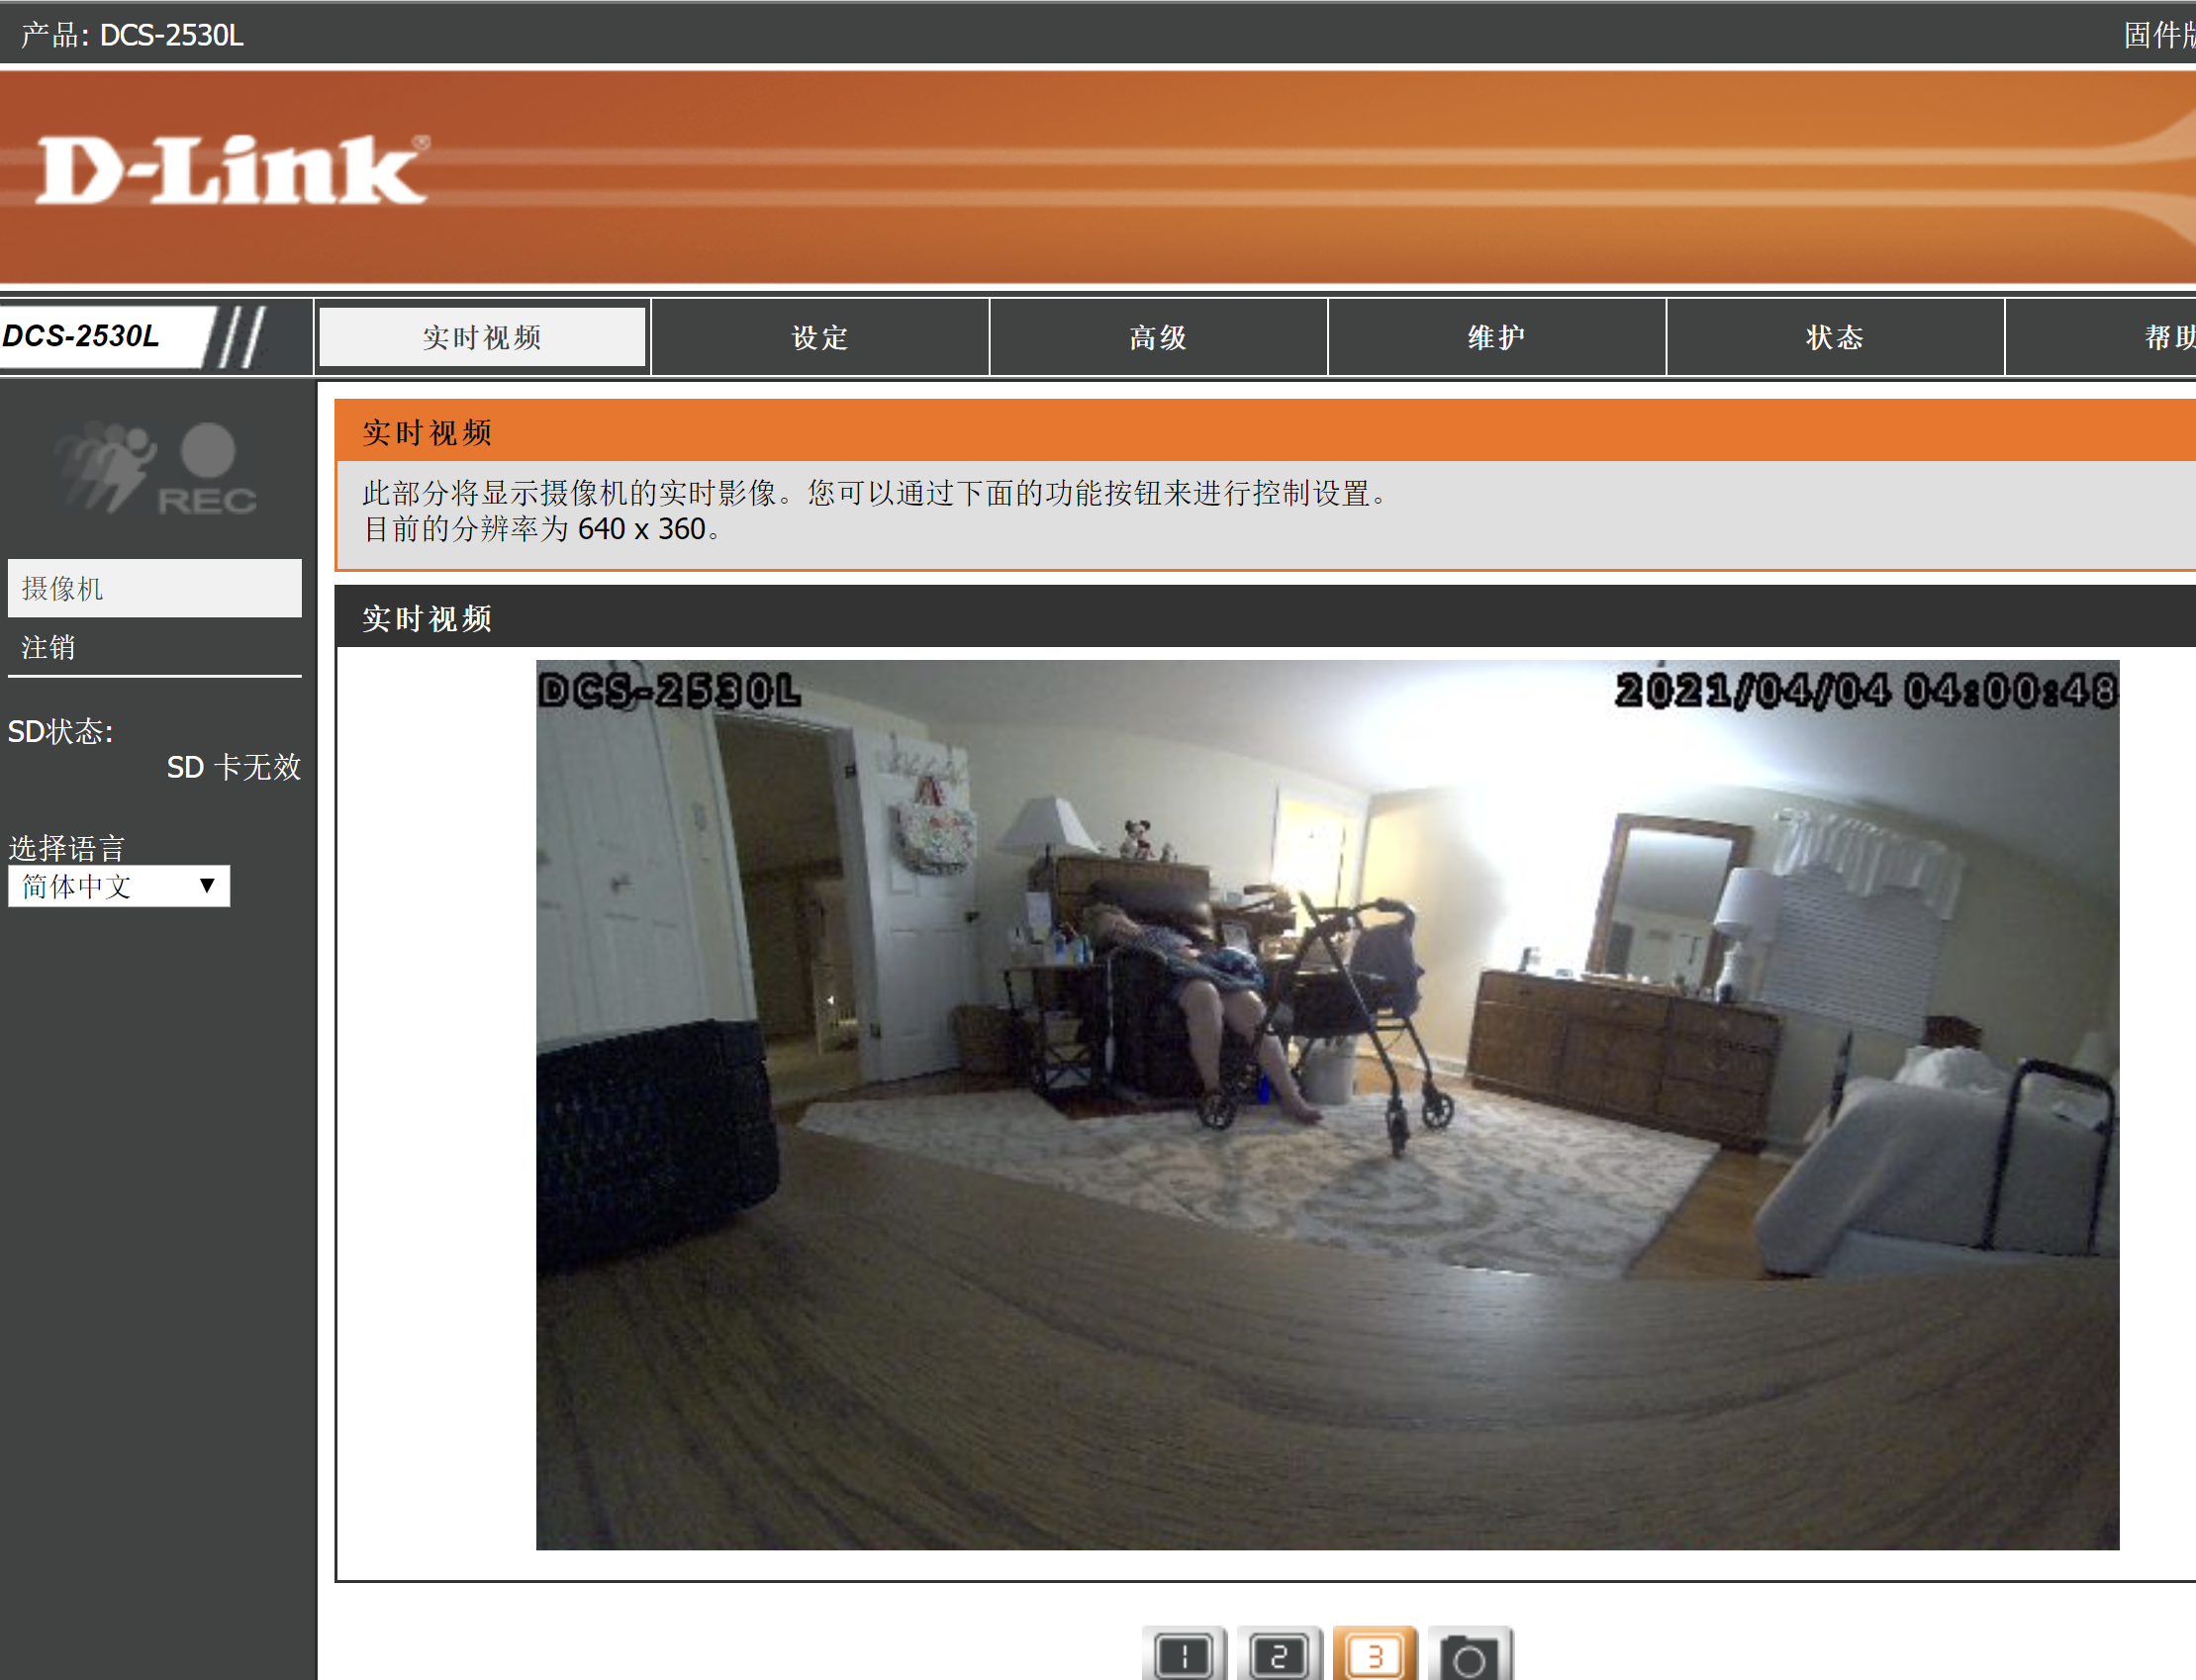 产品: DCS-2530L
固件
D-Link®
DCS-2530L
实时视频
设定
高级
维护
状态
帮助
REC
实时视频
此部分将显示摄像机的实时影像。您可以通过下面的功能按钮来进行控制设置。
目前的分辨率为 640 x 360。
摄像机
注销
SD状态:
SD 卡无效
选择语言
简体中文
实时视频
DCS-2530L
2021/04/04 04:00:48
1
2
3